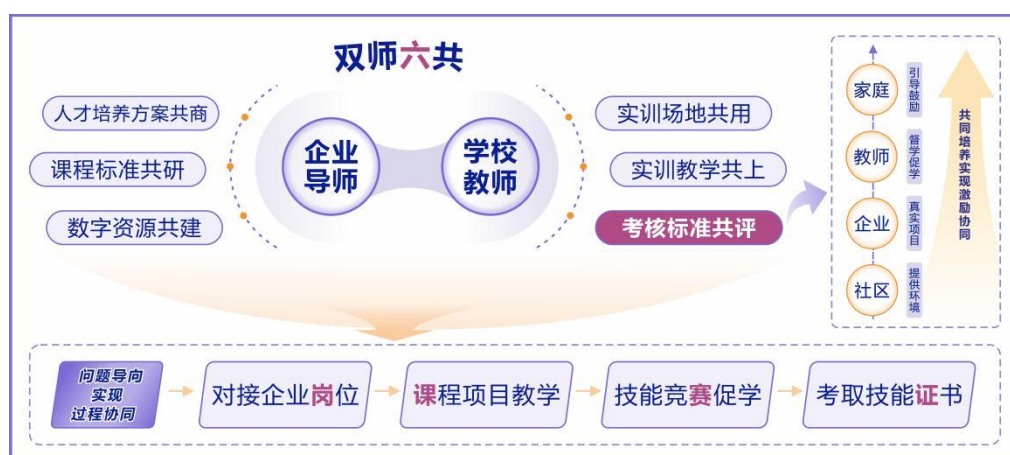 双师六共
人才培养方案共商
课程标准共研
数字资源共建
企业
导师
学校
教师
实训场地共用
实训教学共上
考核标准共评
家庭
引导鼓励
教师
督学促学
企业
真实项目
社区
提供环境
共同培养实现激励协同
问题导向
实现
过程协同
对接企业岗位
课程项目教学
技能竞赛促学
考取技能证书